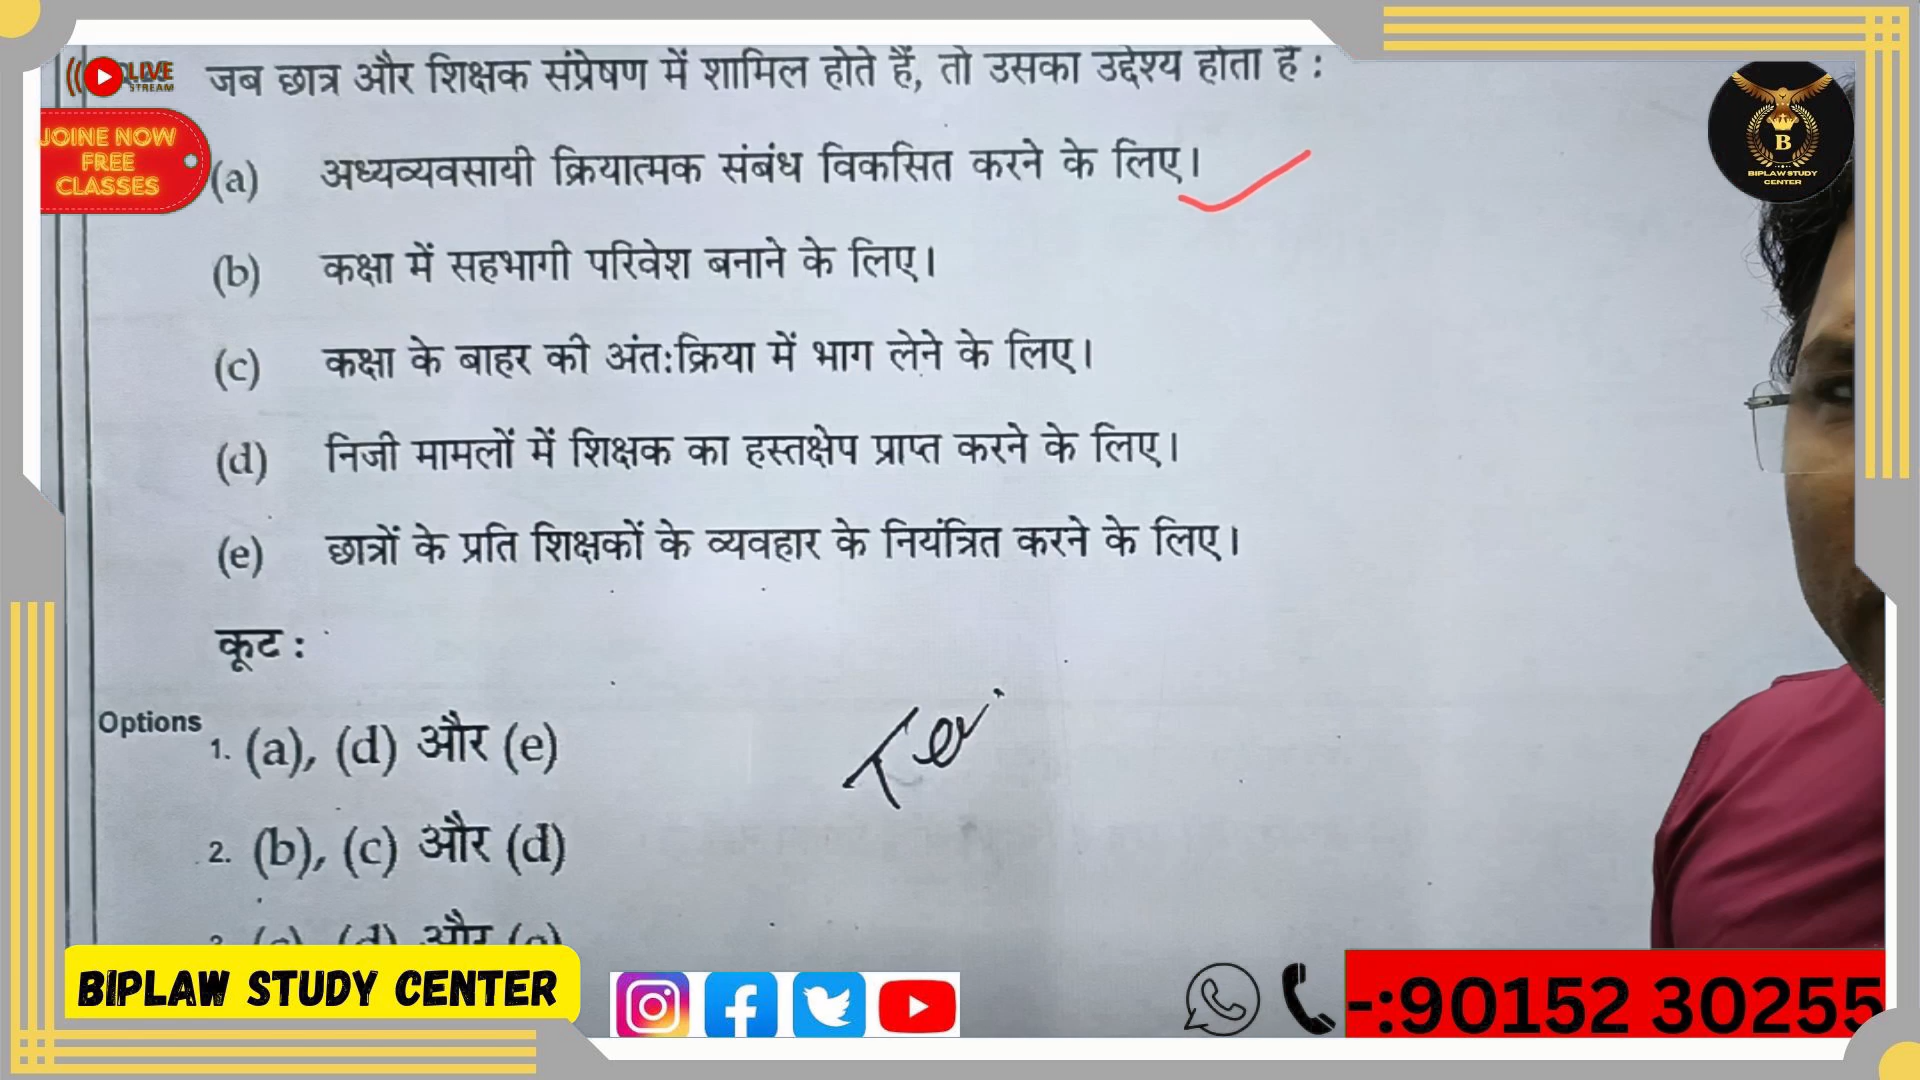 LIVE
STREAM
JOINE NOW
FREE
CLASSES
जब छात्र और शिक्षक संप्रेषण में शामिल होते हैं, तो उसका उद्देश्य होता है :
(a) अध्यव्यवसायी क्रियात्मक संबंध विकसित करने के लिए।
(b) कक्षा में सहभागी परिवेश बनाने के लिए।
(c) कक्षा के बाहर की अंत:क्रिया में भाग लेने के लिए।
(d) निजी मामलों में शिक्षक का हस्तक्षेप प्राप्त करने के लिए।
(e) छात्रों के प्रति शिक्षकों के व्यवहार के नियंत्रित करने के लिए।
कूट :
Options
1. (a), (d) और (e)
2. (b), (c) और (d)
B
BIPLAW STUDY
CENTER
BIPLAW STUDY CENTER
-:90152 30255